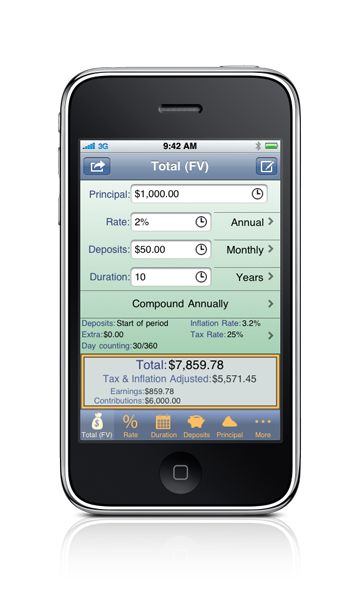 3G 9:42 AM
Total (FV)
Principal: $1,000.00
Rate: 2% Annual
Deposits: $50.00 Monthly
Duration: 10 Years
Compound Annually
Deposits: Start of period Inflation Rate: 3.2%
Extra: $0.00 Tax Rate: 25%
Day counting: 30/360
Total: $7,859.78
Tax & Inflation Adjusted: $5,571.45
Earnings: $859.78
Contributions: $6,000.00
$ %
Total (FV) Rate Duration Deposits Principal More